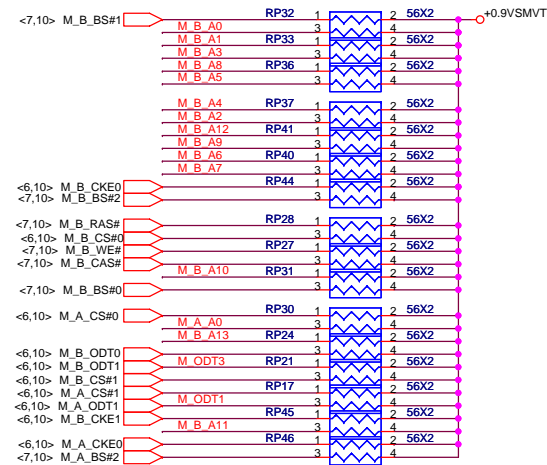 <7,10> M_B_BS#1 RP32 1 2 56X2 +0.9VSMVT
M_B_A0 3 4
M_B_A1 RP33 1 2 56X2
M_B_A3 3 4
M_B_A8 RP36 1 2 56X2
M_B_A5 3 4
M_B_A4 RP37 1 2 56X2
M_B_A2 3 4
M_B_A12 RP41 1 2 56X2
M_B_A9 3 4
M_B_A6 RP40 1 2 56X2
M_B_A7 3 4
<6,10> M_B_CKE0 RP44 1 2 56X2
<7,10> M_B_BS#2 3 4
<7,10> M_B_RAS# RP28 1 2 56X2
<6,10> M_B_CS#0 3 4
<7,10> M_B_WE# RP27 1 2 56X2
<7,10> M_B_CAS# 3 4
M_B_A10 RP31 1 2 56X2
<7,10> M_B_BS#0 3 4
<6,10> M_A_CS#0 RP30 1 2 56X2
M_A_A0 3 4
M_B_A13 RP24 1 2 56X2
<6,10> M_B_ODT0 3 4
<6,10> M_B_ODT1 M_ODT3 RP21 1 2 56X2
<6,10> M_B_CS#1 3 4
<6,10> M_A_CS#1 RP17 1 2 56X2
<6,10> M_A_ODT1 M_ODT1 3 4
<6,10> M_B_CKE1 RP45 1 2 56X2
M_B_A11 3 4
<6,10> M_A_CKE0 RP46 1 2 56X2
<7,10> M_A_BS#2 3 4